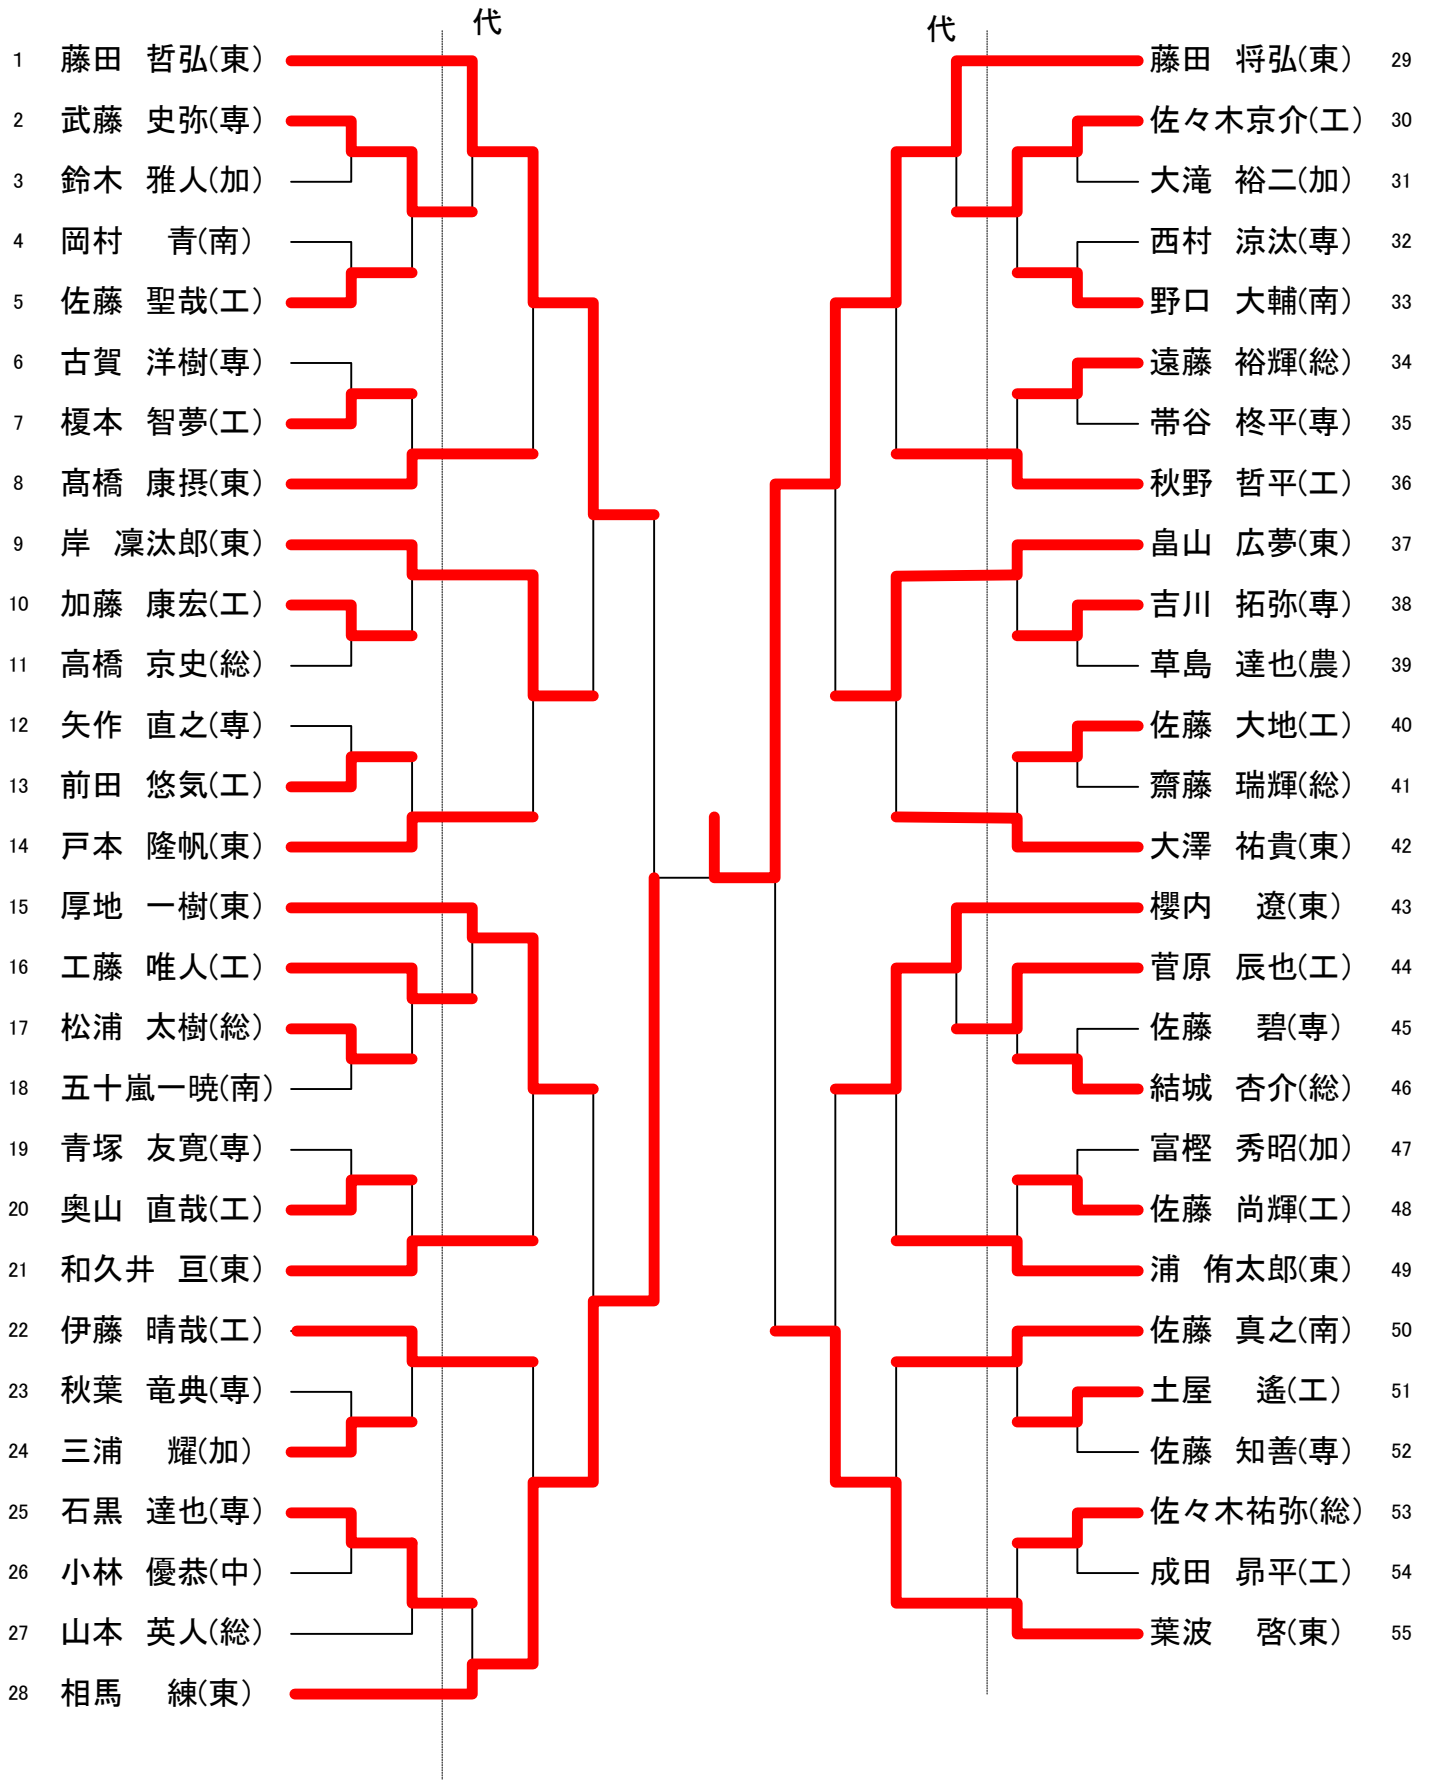 代
代
1 藤田 哲弘(東)
2 武藤 史弥(専)
3 鈴木 雅人(加)
4 岡村 青(南)
5 佐藤 聖哉(工)
6 古賀 洋樹(専)
7 榎本 智夢(工)
8 髙橋 康摂(東)
9 岸 凜汰郎(東)
10 加藤 康宏(工)
11 高橋 京史(総)
12 矢作 直之(専)
13 前田 悠気(工)
14 戸本 隆帆(東)
15 厚地 一樹(東)
16 工藤 唯人(工)
17 松浦 太樹(総)
18 五十嵐一暁(南)
19 青塚 友寛(専)
20 奥山 直哉(工)
21 和久井 亘(東)
22 伊藤 晴哉(工)
23 秋葉 竜典(専)
24 三浦 耀(加)
25 石黒 達也(専)
26 小林 優恭(中)
27 山本 英人(総)
28 相馬 練(東)
藤田 将弘(東) 29
佐々木京介(工) 30
大滝 裕二(加) 31
西村 涼汰(専) 32
野口 大輔(南) 33
遠藤 裕輝(総) 34
帯谷 柊平(専) 35
秋野 哲平(工) 36
畠山 広夢(東) 37
吉川 拓弥(専) 38
草島 達也(農) 39
佐藤 大地(工) 40
齋藤 瑞輝(総) 41
大澤 祐貴(東) 42
櫻内 遼(東) 43
菅原 辰也(工) 44
佐藤 碧(専) 45
結城 杏介(総) 46
富樫 秀昭(加) 47
佐藤 尚輝(工) 48
浦 侑太郎(東) 49
佐藤 真之(南) 50
土屋 遙(工) 51
佐藤 知善(専) 52
佐々木祐弥(総) 53
成田 昴平(工) 54
葉波 啓(東) 55